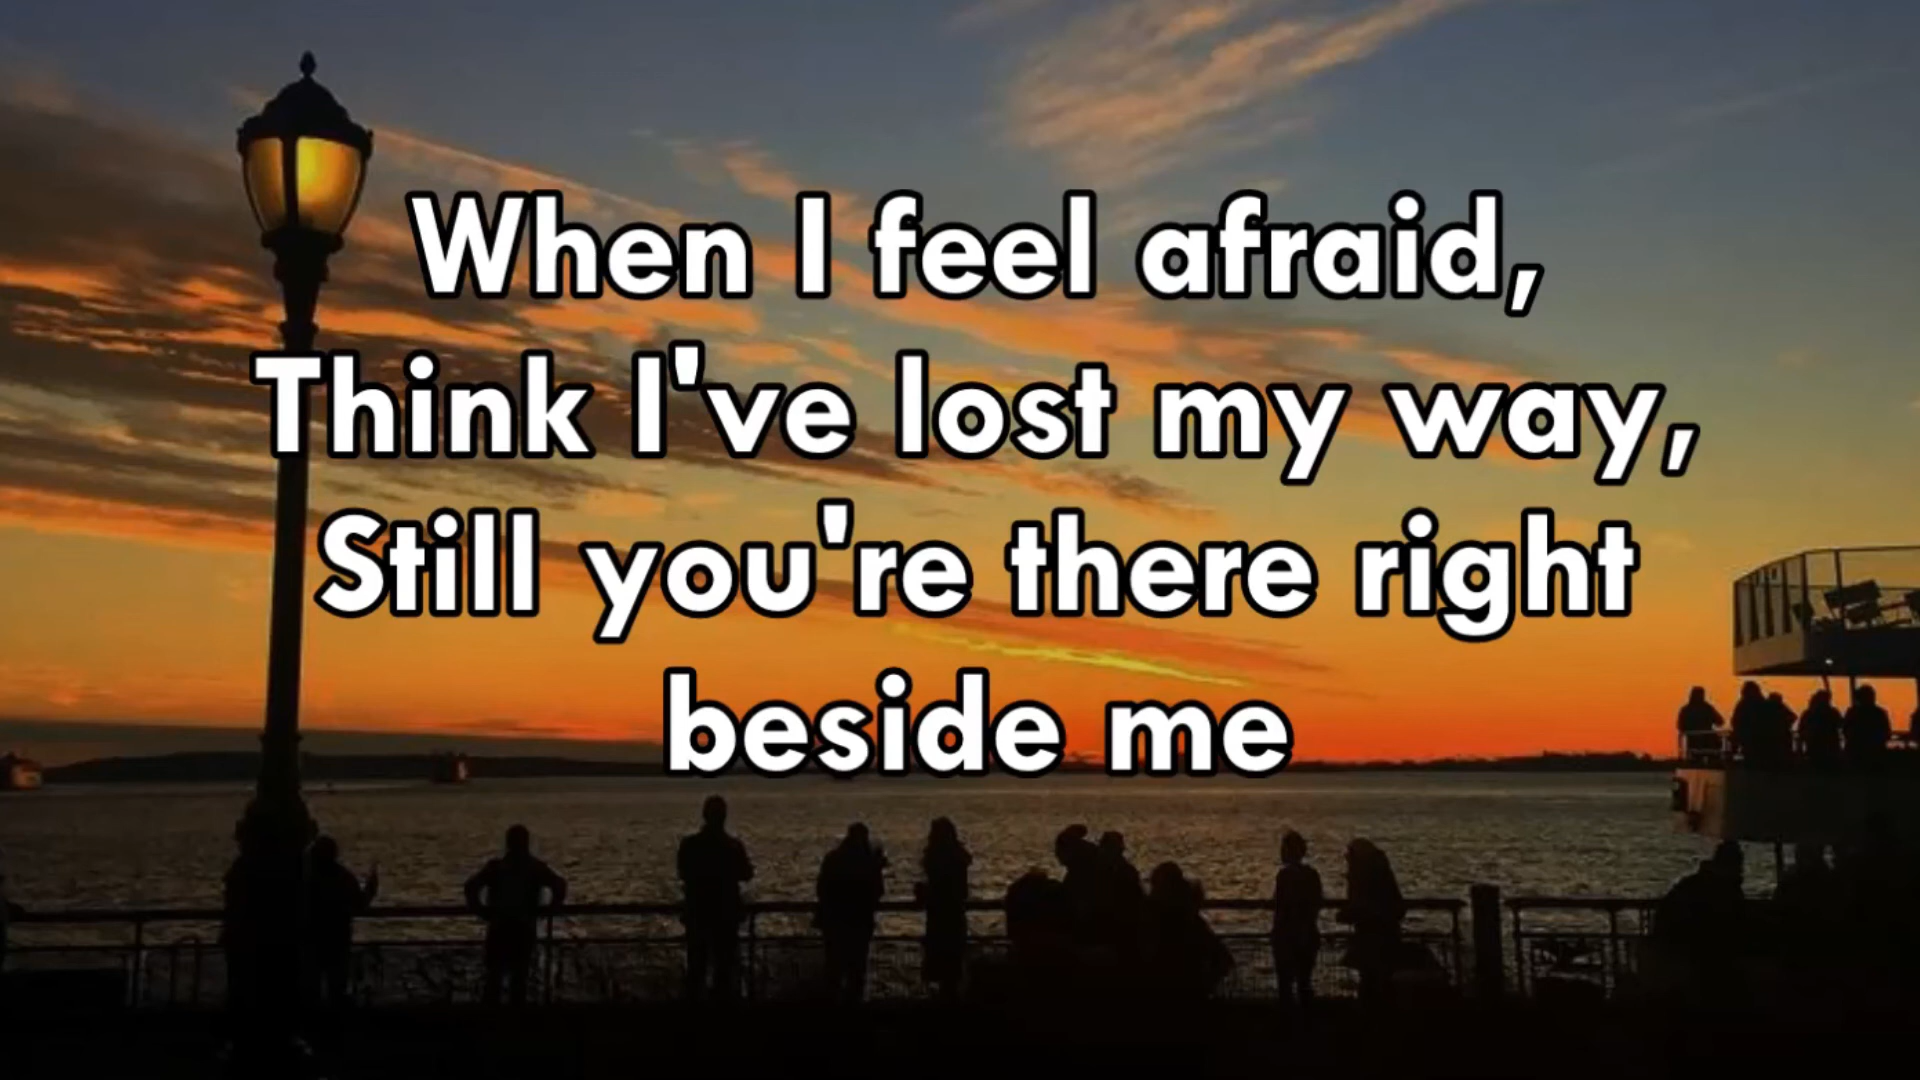 When I feel afraid,
Think I've lost my way,
Still you're there right
beside me